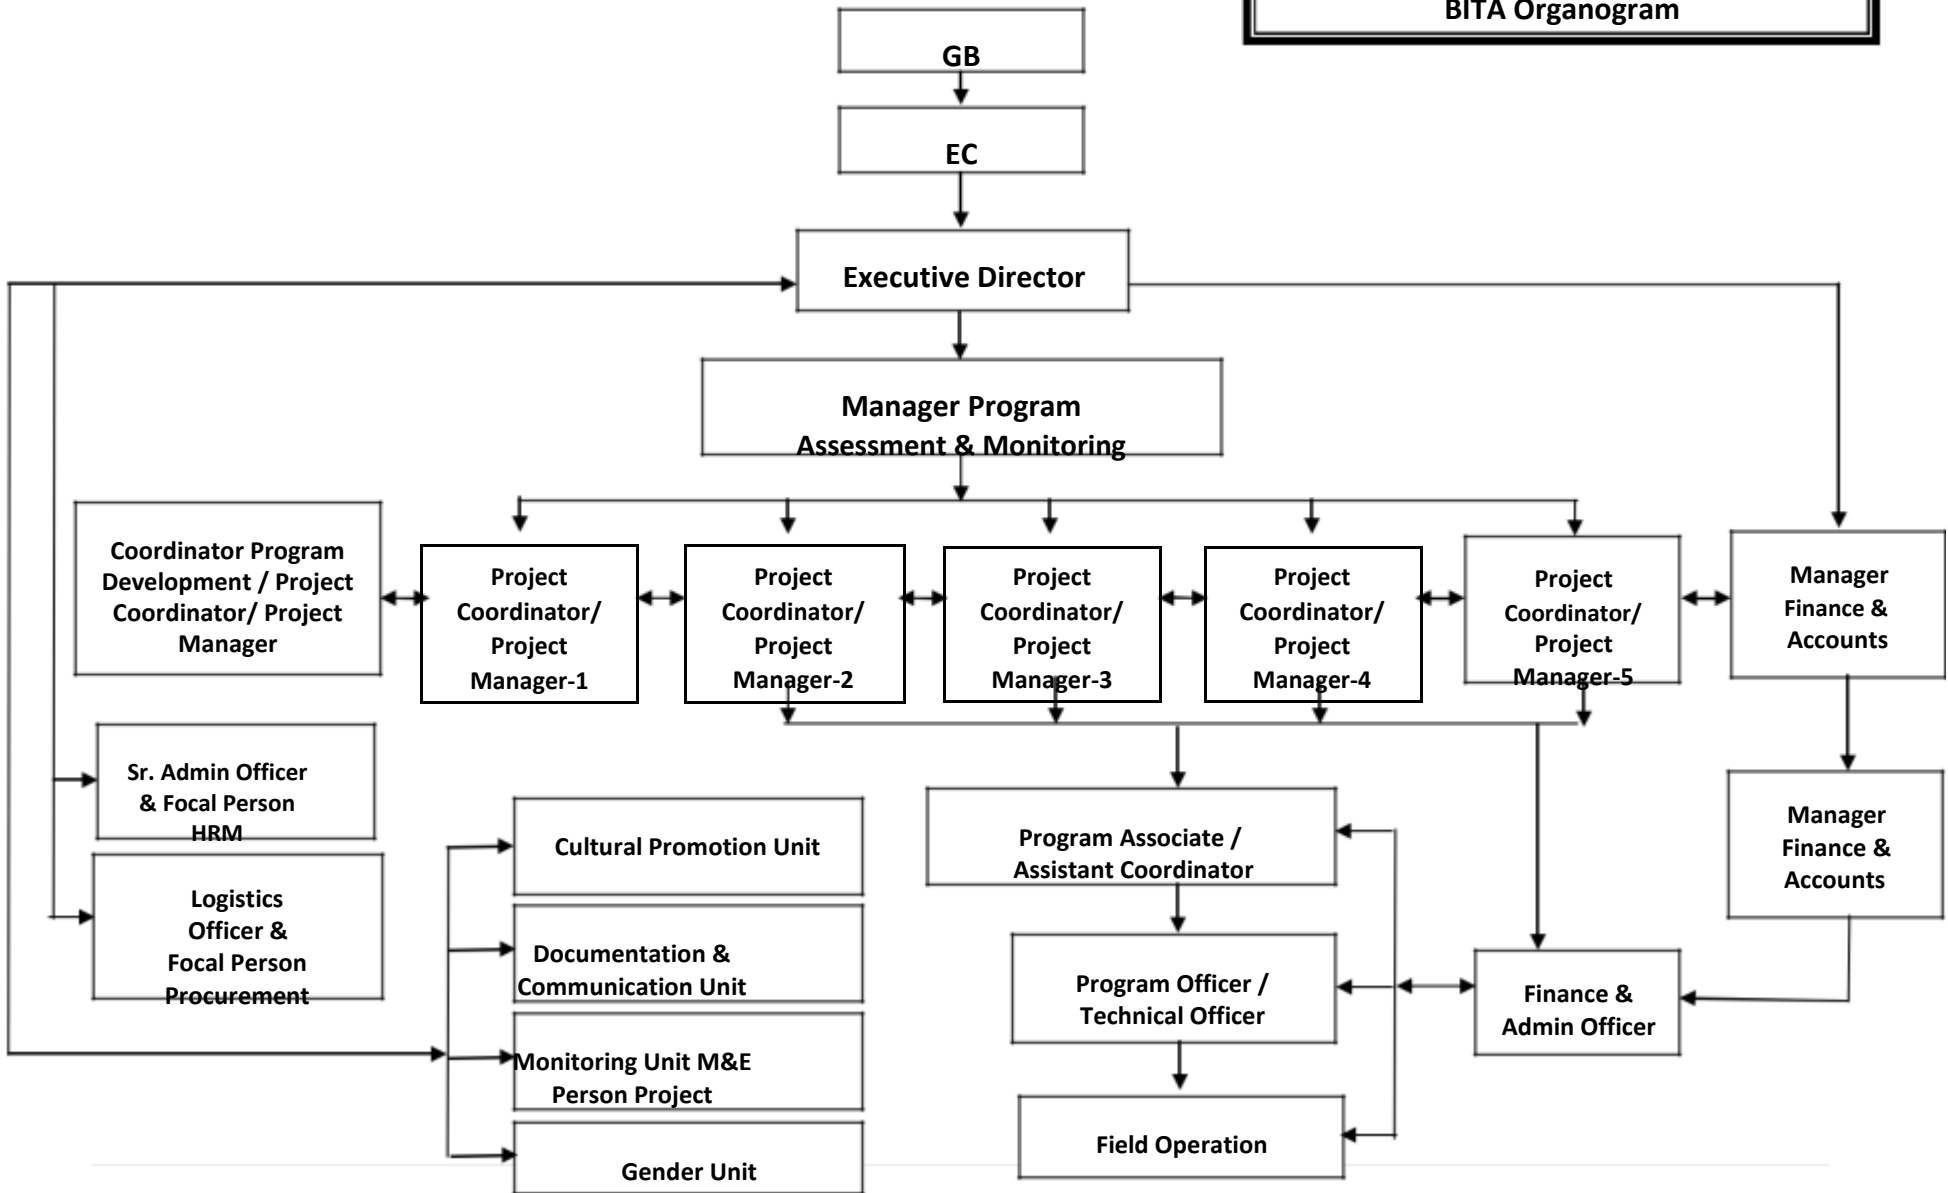 BITA Organogram
GB
EC
Executive Director
Manager Program
Assessment & Monitoring
Coordinator Program
Development / Project
Coordinator/ Project
Manager
Project
Coordinator/
Project
Manager-1
Project
Coordinator/
Project
Manager-2
Project
Coordinator/
Project
Manager-3
Project
Coordinator/
Project
Manager-4
Project
Coordinator/
Project
Manager-5
Manager
Finance &
Accounts
Sr. Admin Officer
& Focal Person
HRM
Logistics
Officer &
Focal Person
Procurement
Cultural Promotion Unit
Documentation &
Communication Unit
Monitoring Unit M&E
Person Project
Gender Unit
Program Associate /
Assistant Coordinator
Program Officer /
Technical Officer
Field Operation
Manager
Finance &
Accounts
Finance &
Admin Officer